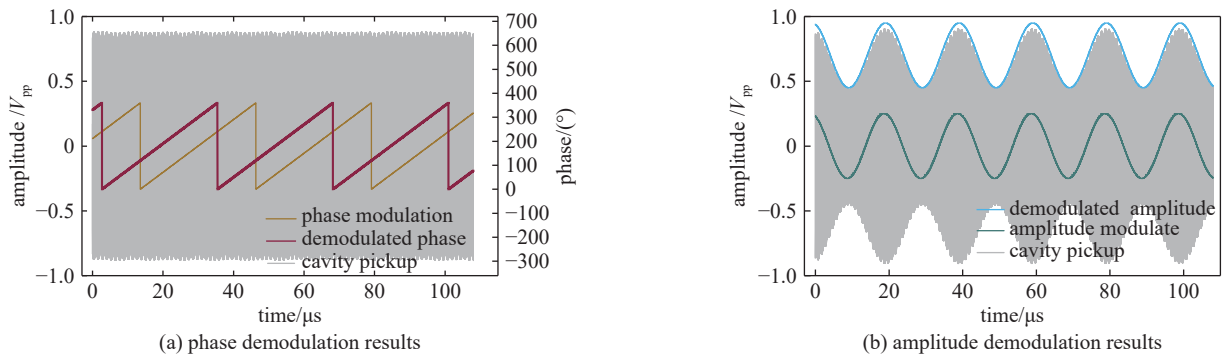 1.0
0.5
0
−0.5
−1.0
amplitude /Vpp
700
600
500
400
300
200
100
0
−100
−200
−300
phase/(°)
phase modulation
demodulated phase
cavity pickup
0 20 40 60 80 100
time/μs
(a) phase demodulation results
1.0
0.5
0
−0.5
−1.0
amplitude /Vpp
demodulated amplitude
amplitude modulate
cavity pickup
0 20 40 60 80 100
time/μs
(b) amplitude demodulation results